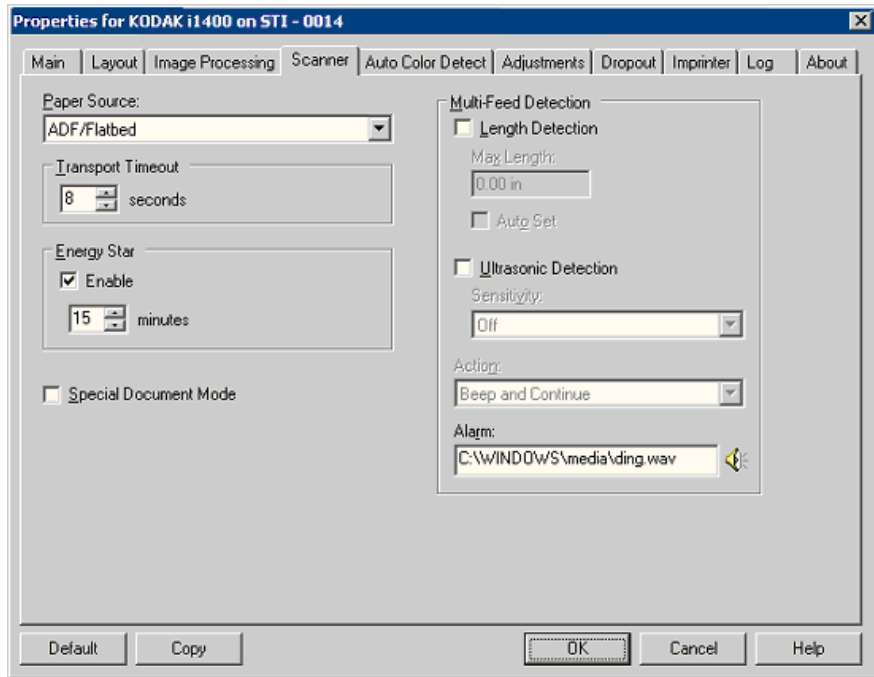 Properties for KODAK i1400 on STI - 0014
Main Layout Image Processing Scanner Auto Color Detect Adjustments Dropout Imprinter Log About
Paper Source:
ADF/Flatbed
Transport Timeout
8 seconds
Energy Star
Enable
15 minutes
Special Document Mode
Multi-Feed Detection
Length Detection
Max Length:
0.00 in
Auto Set
Ultrasonic Detection
Sensitivity:
Off
Action:
Beep and Continue
Alarm:
C:\WINDOWS\media\ding.wav
Default Copy OK Cancel Help